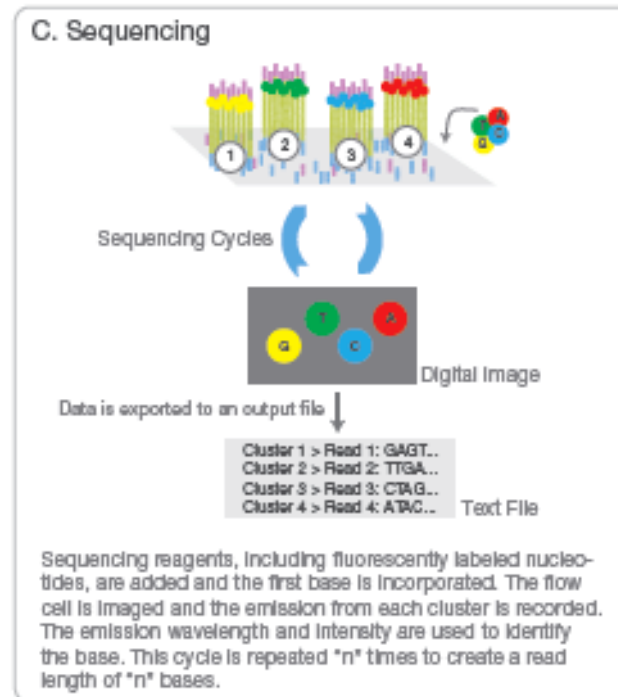 C. Sequencing
1
2
3
4
A
T
C
G
Sequencing Cycles
T
A
G
C
Digital Image
Data is exported to an output file
Cluster 1 > Read 1: GAGT...
Cluster 2 > Read 2: TTGA...
Cluster 3 > Read 3: CTAG...
Cluster 4 > Read 4: ATAC...
Text File
Sequencing reagents, including fluorescently labeled nucleo-
tides, are added and the first base is incorporated. The flow
cell is imaged and the emission from each cluster is recorded.
The emission wavelength and intensity are used to identify
the base. This cycle is repeated "n" times to create a read
length of "n" bases.